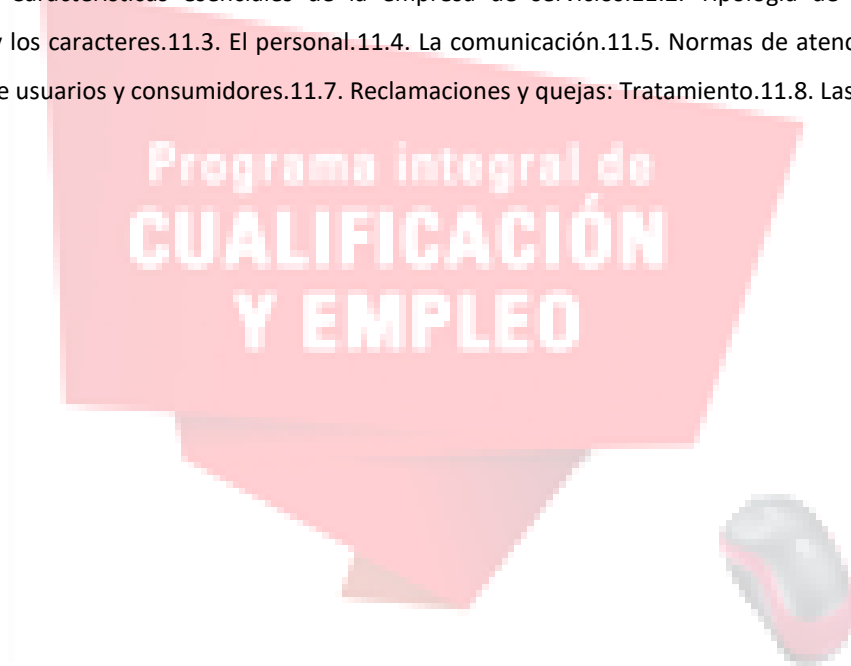 Características esenciales de la empresa de servicios.11.2. Tipología de
y los caracteres.11.3. El personal.11.4. La comunicación.11.5. Normas de
e usuarios y consumidores.11.7. Reclamaciones y quejas: Tratamiento.11.8. Las
Programa integral de
CUALIFICACIÓN
Y EMPLEO